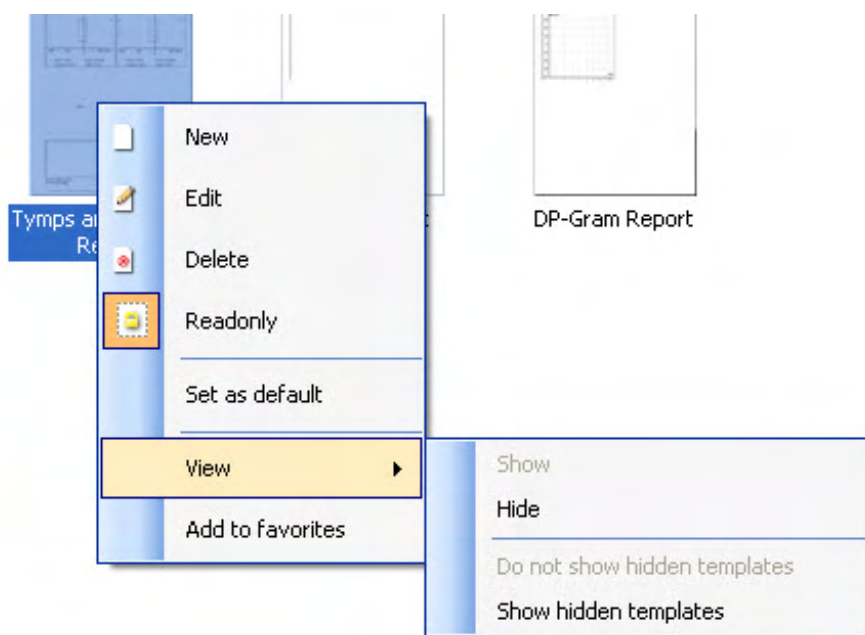 Tymps
DP-Gram Report
New
Edit
Delete
Readonly
Set as default
View
Add to favorites
Show
Hide
Do not show hidden templates
Show hidden templates